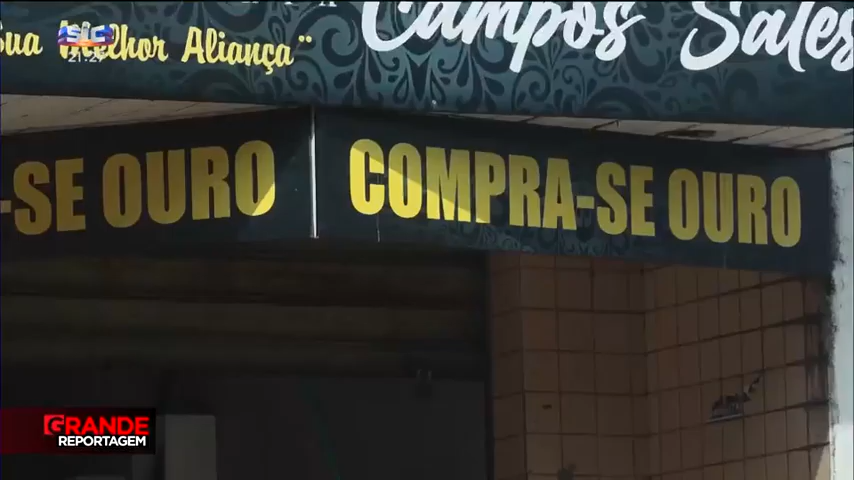 Campos Sales
Sua Melhor Aliança"
SIC
21:27
-SE OURO
COMPRA-SE OURO
GRANDE
REPORTAGEM